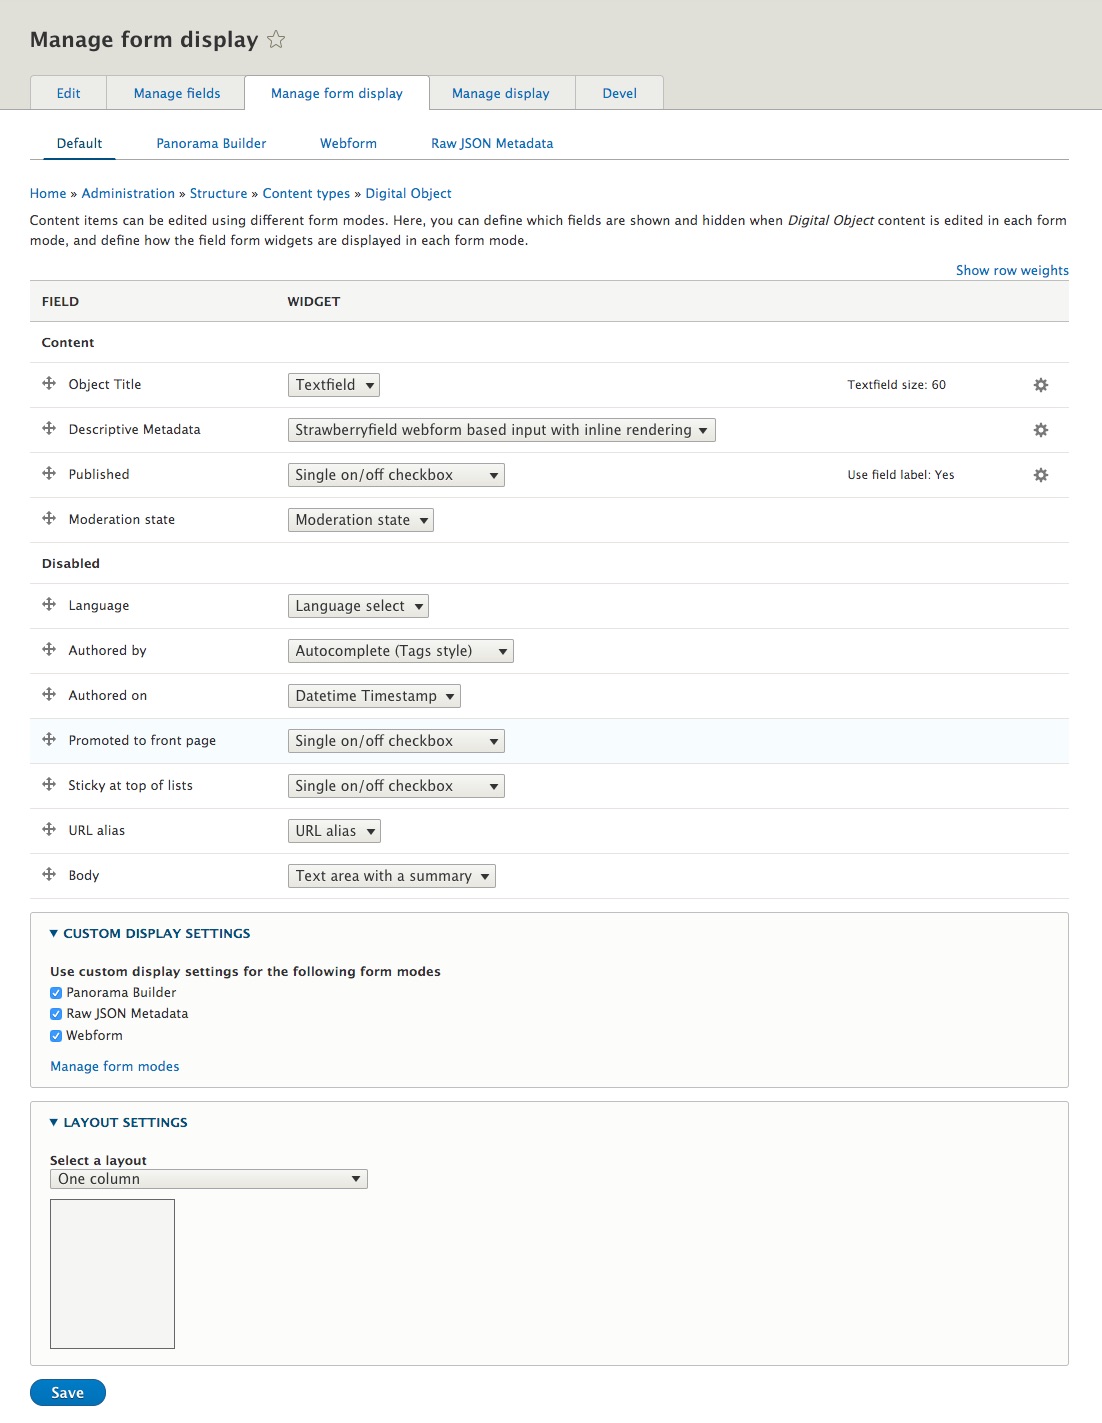 Manage form display
Edit Manage fields Manage form display Manage display Devel
Default Panorama Builder Webform Raw JSON Metadata
Home » Administration » Structure » Content types » Digital Object
Content items can be edited using different form modes. Here, you can define which fields are shown and hidden when Digital Object content is edited in each form
mode, and define how the field form widgets are displayed in each form mode.
Show row weights
FIELD WIDGET
Content
Object Title Textfield Textfield size: 60
Descriptive Metadata Strawberryfield webform based input with inline rendering
Published Single on/off checkbox Use field label: Yes
Moderation state Moderation state
Disabled
Language Language select
Authored by Autocomplete (Tags style)
Authored on Datetime Timestamp
Promoted to front page Single on/off checkbox
Sticky at top of lists Single on/off checkbox
URL alias URL alias
Body Text area with a summary
CUSTOM DISPLAY SETTINGS
Use custom display settings for the following form modes
Panorama Builder
Raw JSON Metadata
Webform
Manage form modes
LAYOUT SETTINGS
Select a layout
One column
Save